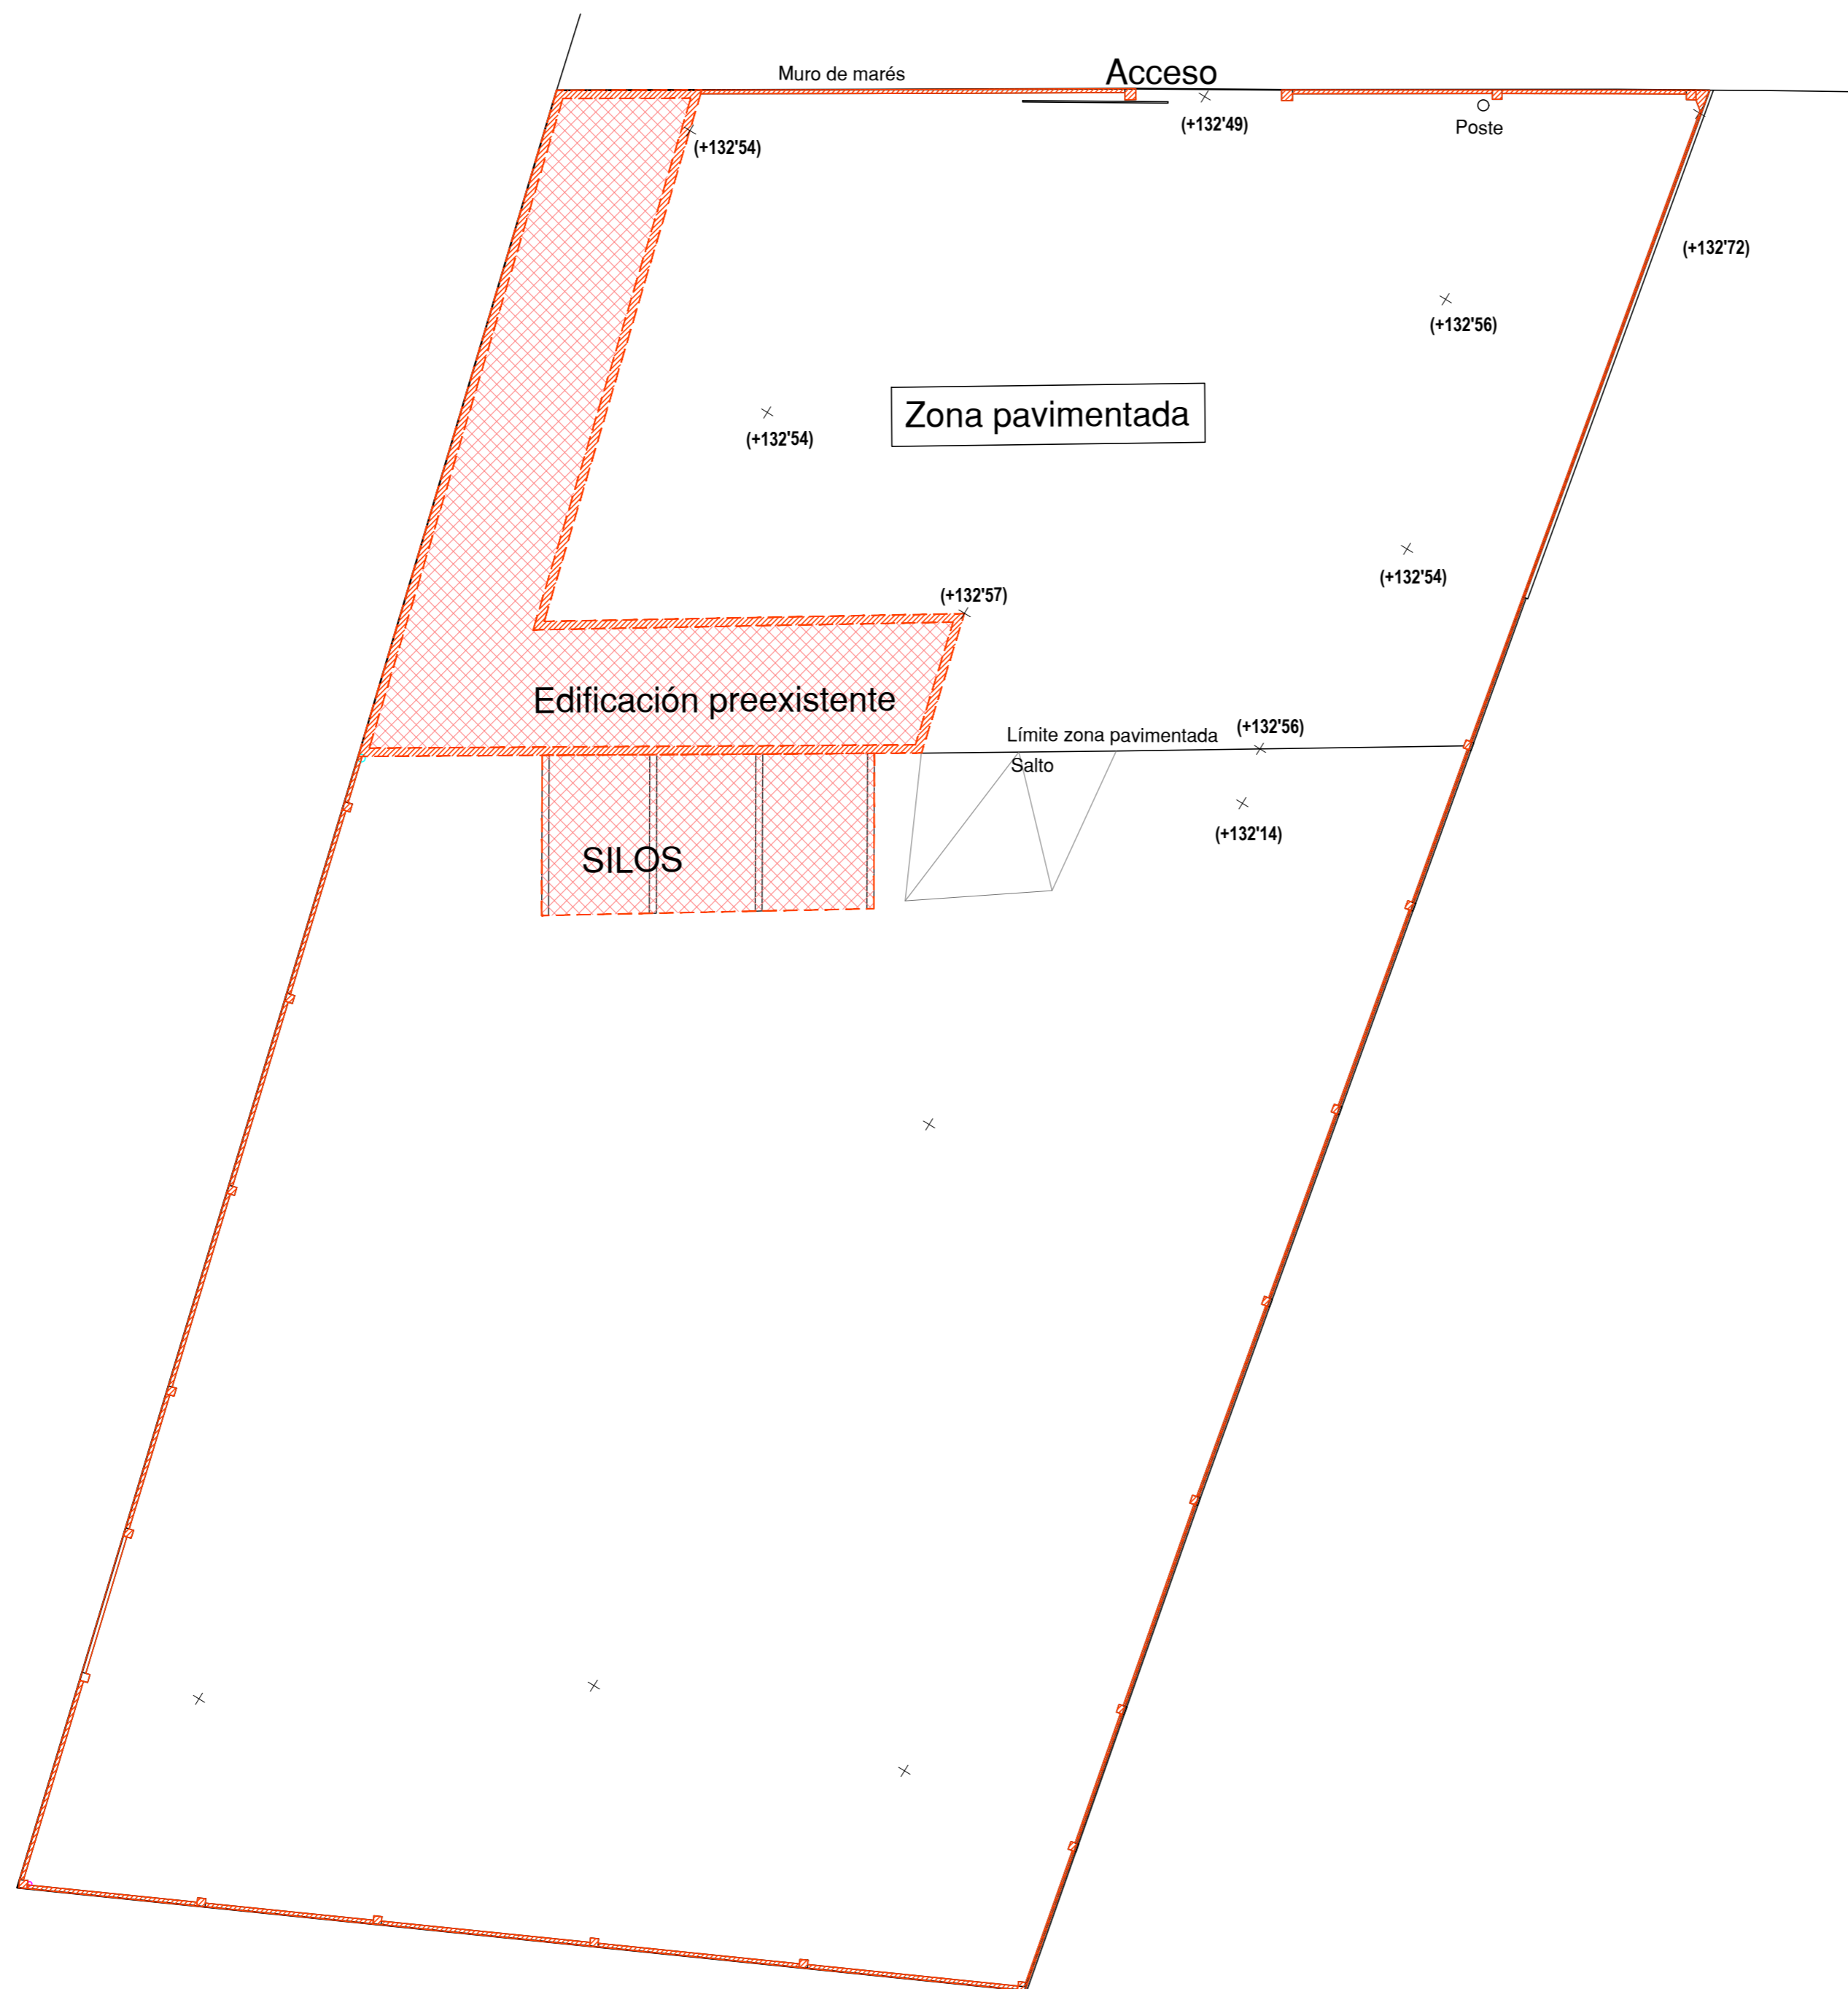 Muro de marés
Acceso
(+132'49)
Poste
(+132'54)
(+132'72)
(+132'56)
Zona pavimentada
(+132'54)
(+132'54)
(+132'57)
Edificación preexistente
Límite zona pavimentada
(+132'56)
Salto
(+132'14)
SILOS